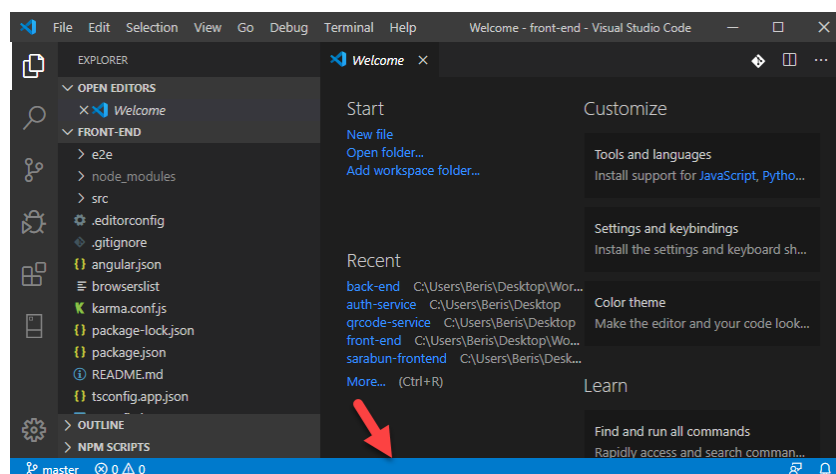 File Edit Selection View Go Debug Terminal Help Welcome - front-end - Visual Studio Code
EXPLORER
OPEN EDITORS
Welcome
FRONT-END
e2e
node_modules
src
.editorconfig
.gitignore
{} angular.json
browserslist
karma.conf.js
{} package-lock.json
{} package.json
README.md
{} tsconfig.app.json
OUTLINE
NPM SCRIPTS
Welcome
Start
New file
Open folder...
Add workspace folder...
Recent
back-end C:\Users\Beris\Desktop\Wor...
auth-service C:\Users\Beris\Desktop
qrcode-service C:\Users\Beris\Desktop
front-end C:\Users\Beris\Desktop\Wo...
sarabun-frontend C:\Users\Beris\Desk...
More... (Ctrl+R)
Customize
Tools and languages
Install support for JavaScript, Pytho...
Settings and keybindings
Install the settings and keyboard sh...
Color theme
Make the editor and your code look...
Learn
Find and run all commands
Rapidly access and search comman...
master 0 0